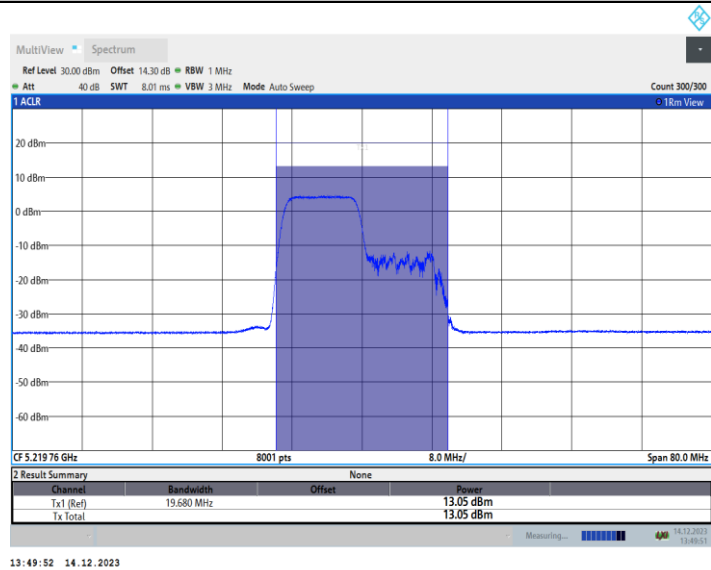 R S
MultiView Spectrum
Ref Level 30.00 dBm Offset 14.30 dB RBW 1 MHz
Att 40 dB SWT 8.01 ms VBW 3 MHz Mode Auto Sweep Count 300/300
1 ACLR 1Rm View
20 dBm
10 dBm
0 dBm
-10 dBm
-20 dBm
-30 dBm
-40 dBm
-50 dBm
-60 dBm
CF 5.21976 GHz 8001 pts 8.0 MHz/ Span 80.0 MHz
2 Result Summary None
Channel Bandwidth Offset Power
Tx1 (Ref) 19.680 MHz 13.05 dBm
Tx Total 13.05 dBm
Measuring... 14.12.2023
13:49:51
13:49:52 14.12.2023